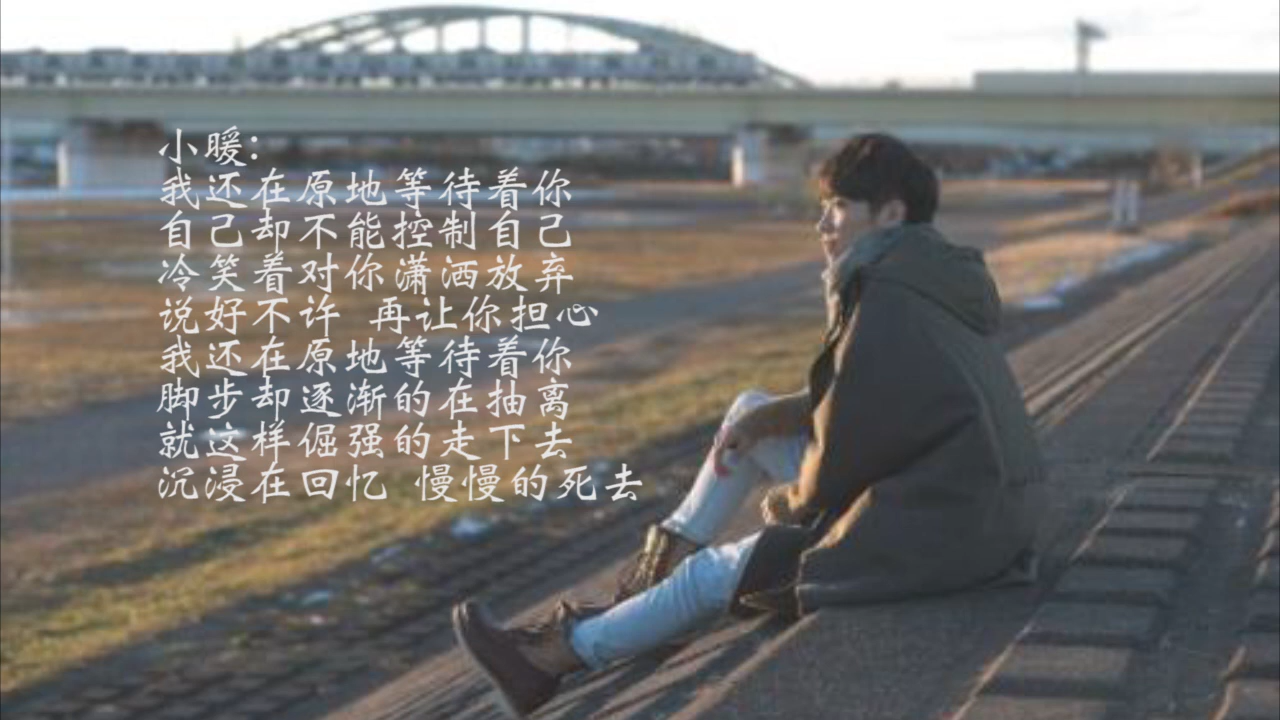 小暖:
我还在原地等待着你
自己却不能控制自己
冷笑着对你潇洒放弃
说好不许 再让你担心
我还在原地等待着你
脚步却逐渐的在抽离
就这样倔强的走下去
沉浸在回忆 慢慢的死去